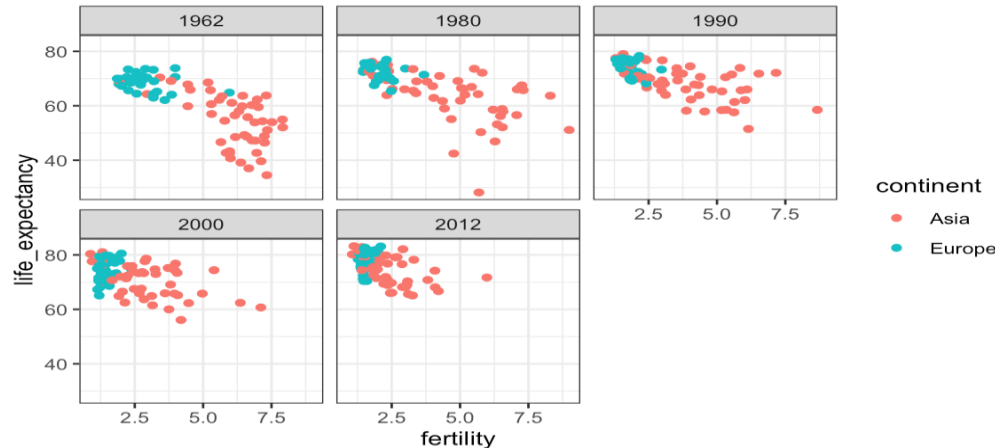 1962 1980 1990
80
60
40
2.5 5.0 7.5
2000 2012
80
60
40
2.5 5.0 7.5 2.5 5.0 7.5
life_expectancy
fertility
continent
Asia
Europe